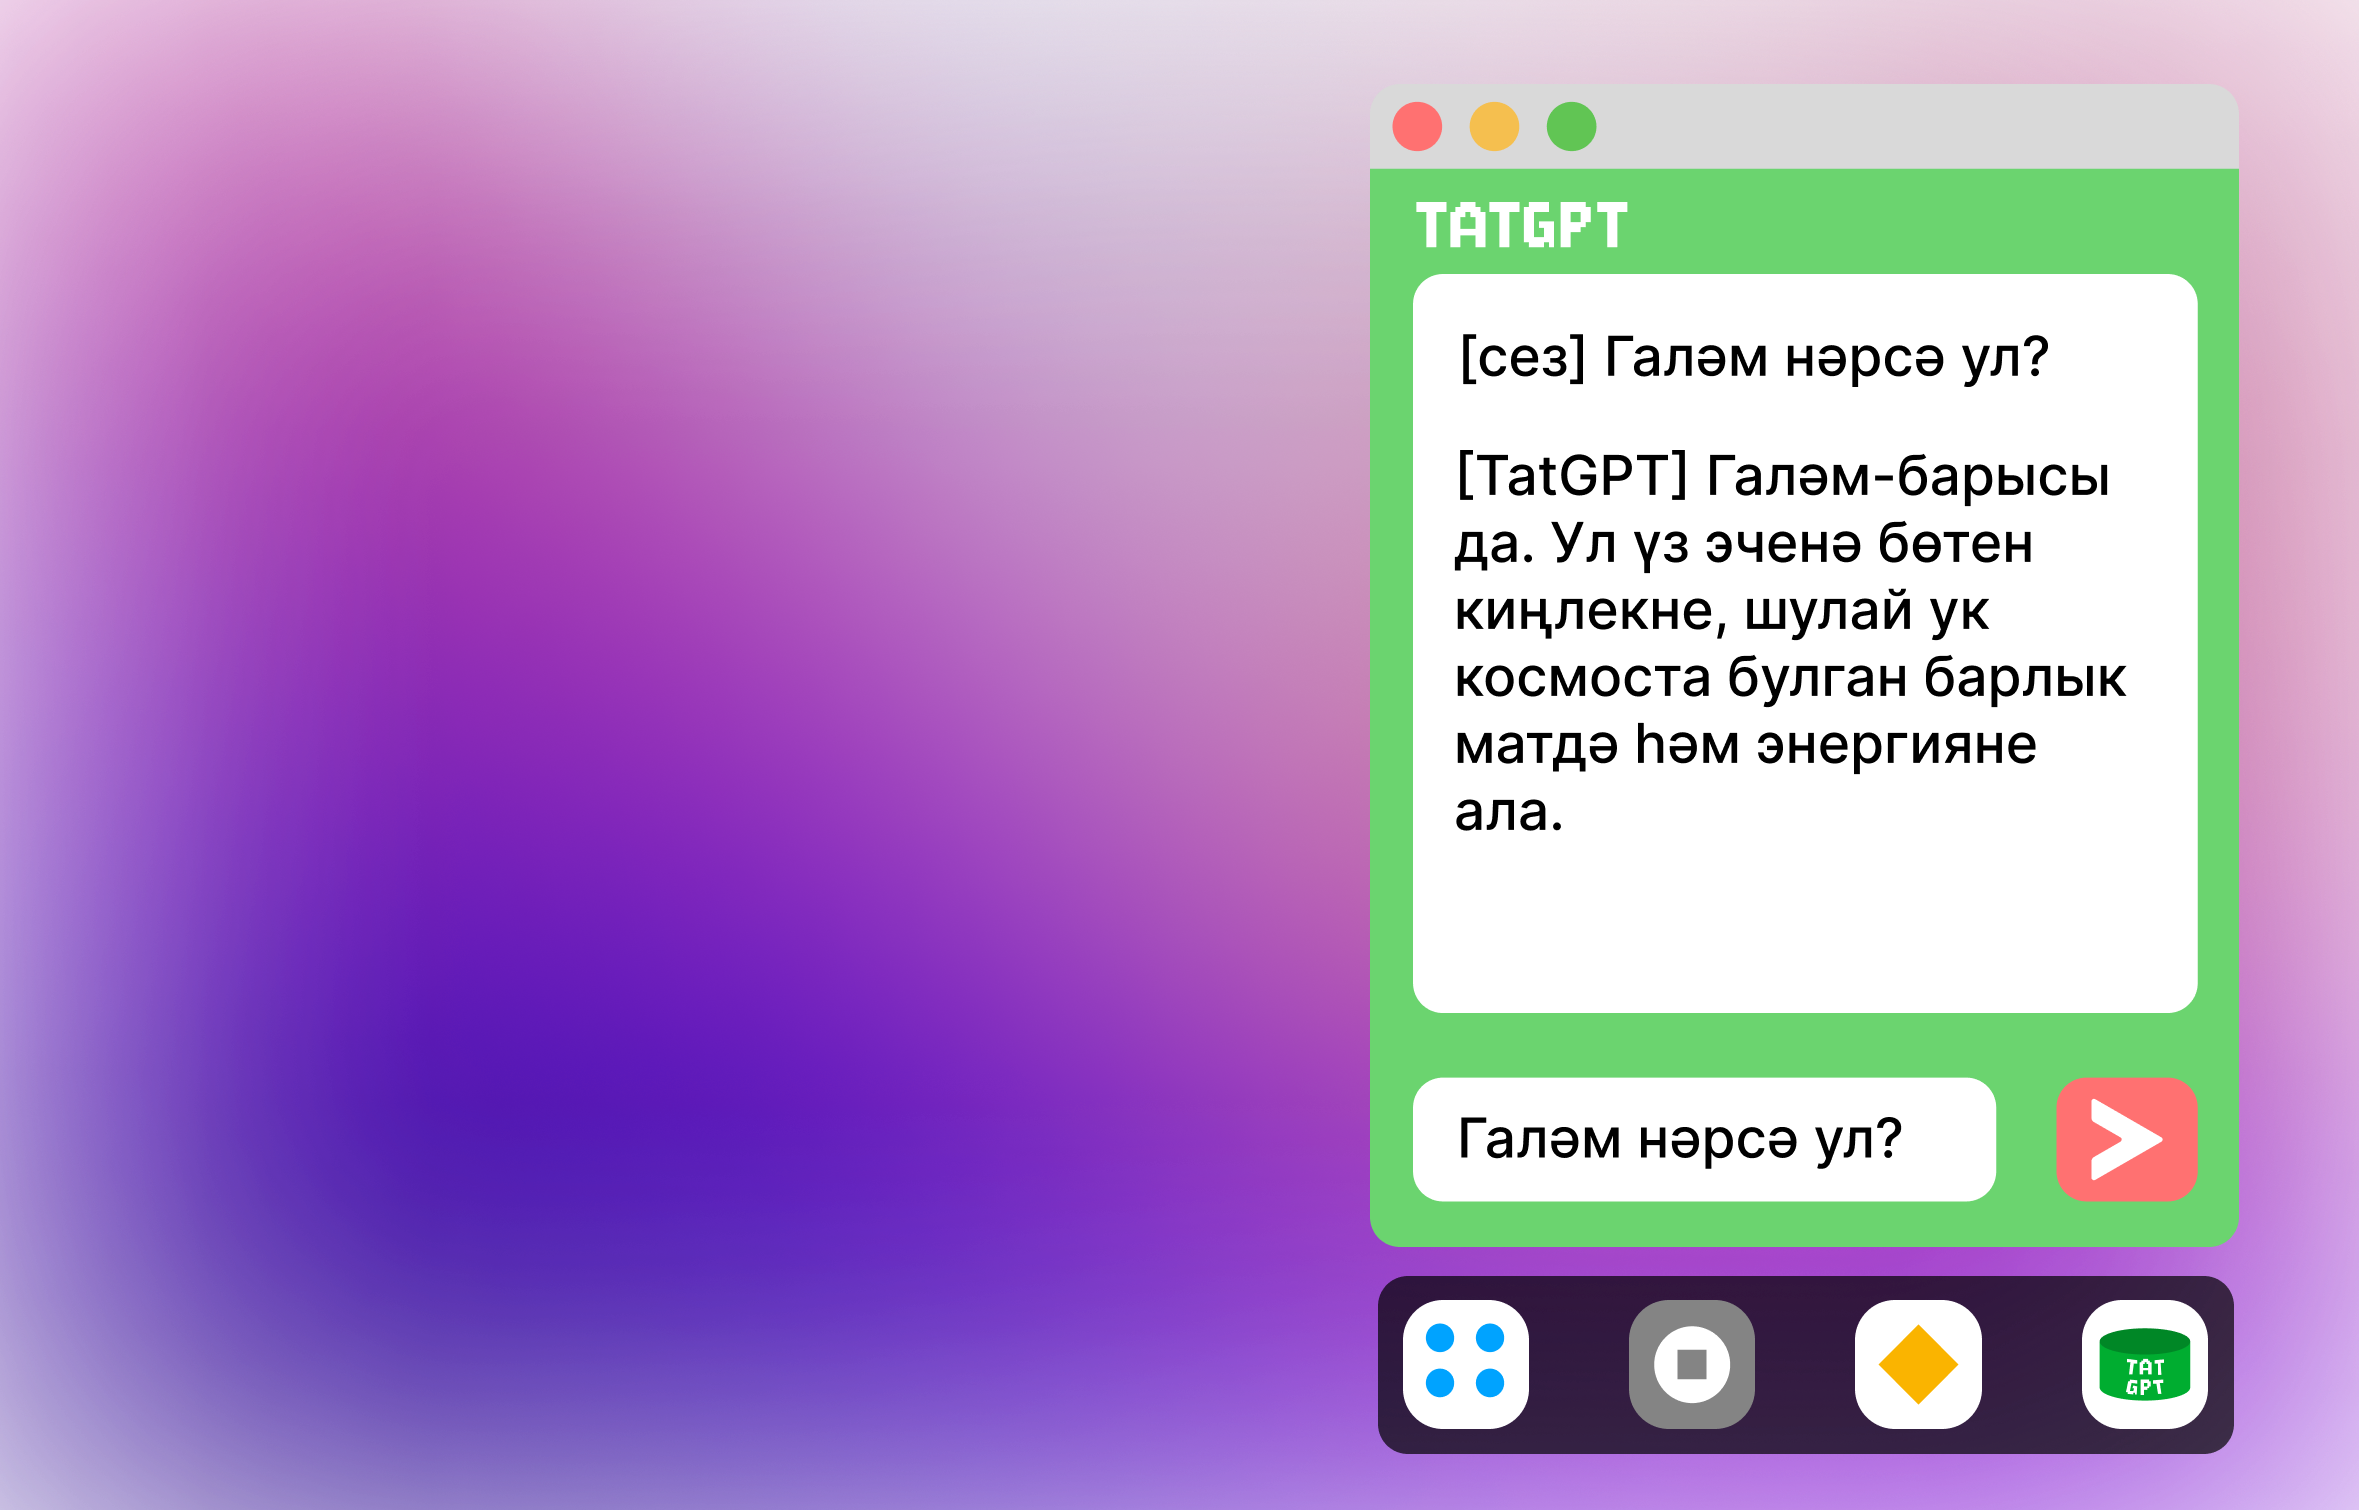 TATGPT
[сез] Галәм нәрсә ул?
[TatGPT] Галәм-барысы
да. Ул үз эченә бөтен
киңлекне, шулай ук
космоста булган барлык
матдә һәм энергияне
ала.
Галәм нәрсә ул?
TAT
GPT